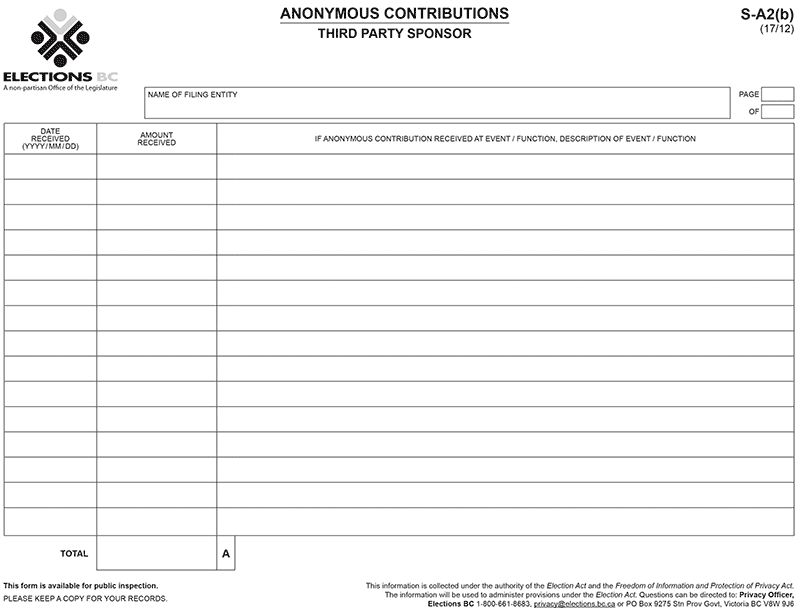 ANONYMOUS CONTRIBUTIONS
THIRD PARTY SPONSOR
S-A2(b)
(17/12)
ELECTIONS BC
A non-partisan Office of the Legislature
NAME OF FILING ENTITY
PAGE
OF
DATE
RECEIVED
(YYYY/MM/DD)
AMOUNT
RECEIVED
IF ANONYMOUS CONTRIBUTION RECEIVED AT EVENT / FUNCTION, DESCRIPTION OF EVENT / FUNCTION
TOTAL
A
This form is available for public inspection.
PLEASE KEEP A COPY FOR YOUR RECORDS.
This information is collected under the authority of the Election Act and the Freedom of Information and Protection of Privacy Act.
The information will be used to administer provisions under the Election Act. Questions can be directed to: Privacy Officer,
Elections BC 1-800-661-8683, privacy@elections.bc.ca or PO Box 9275 Stn Prov Govt, Victoria BC V8W 9J6